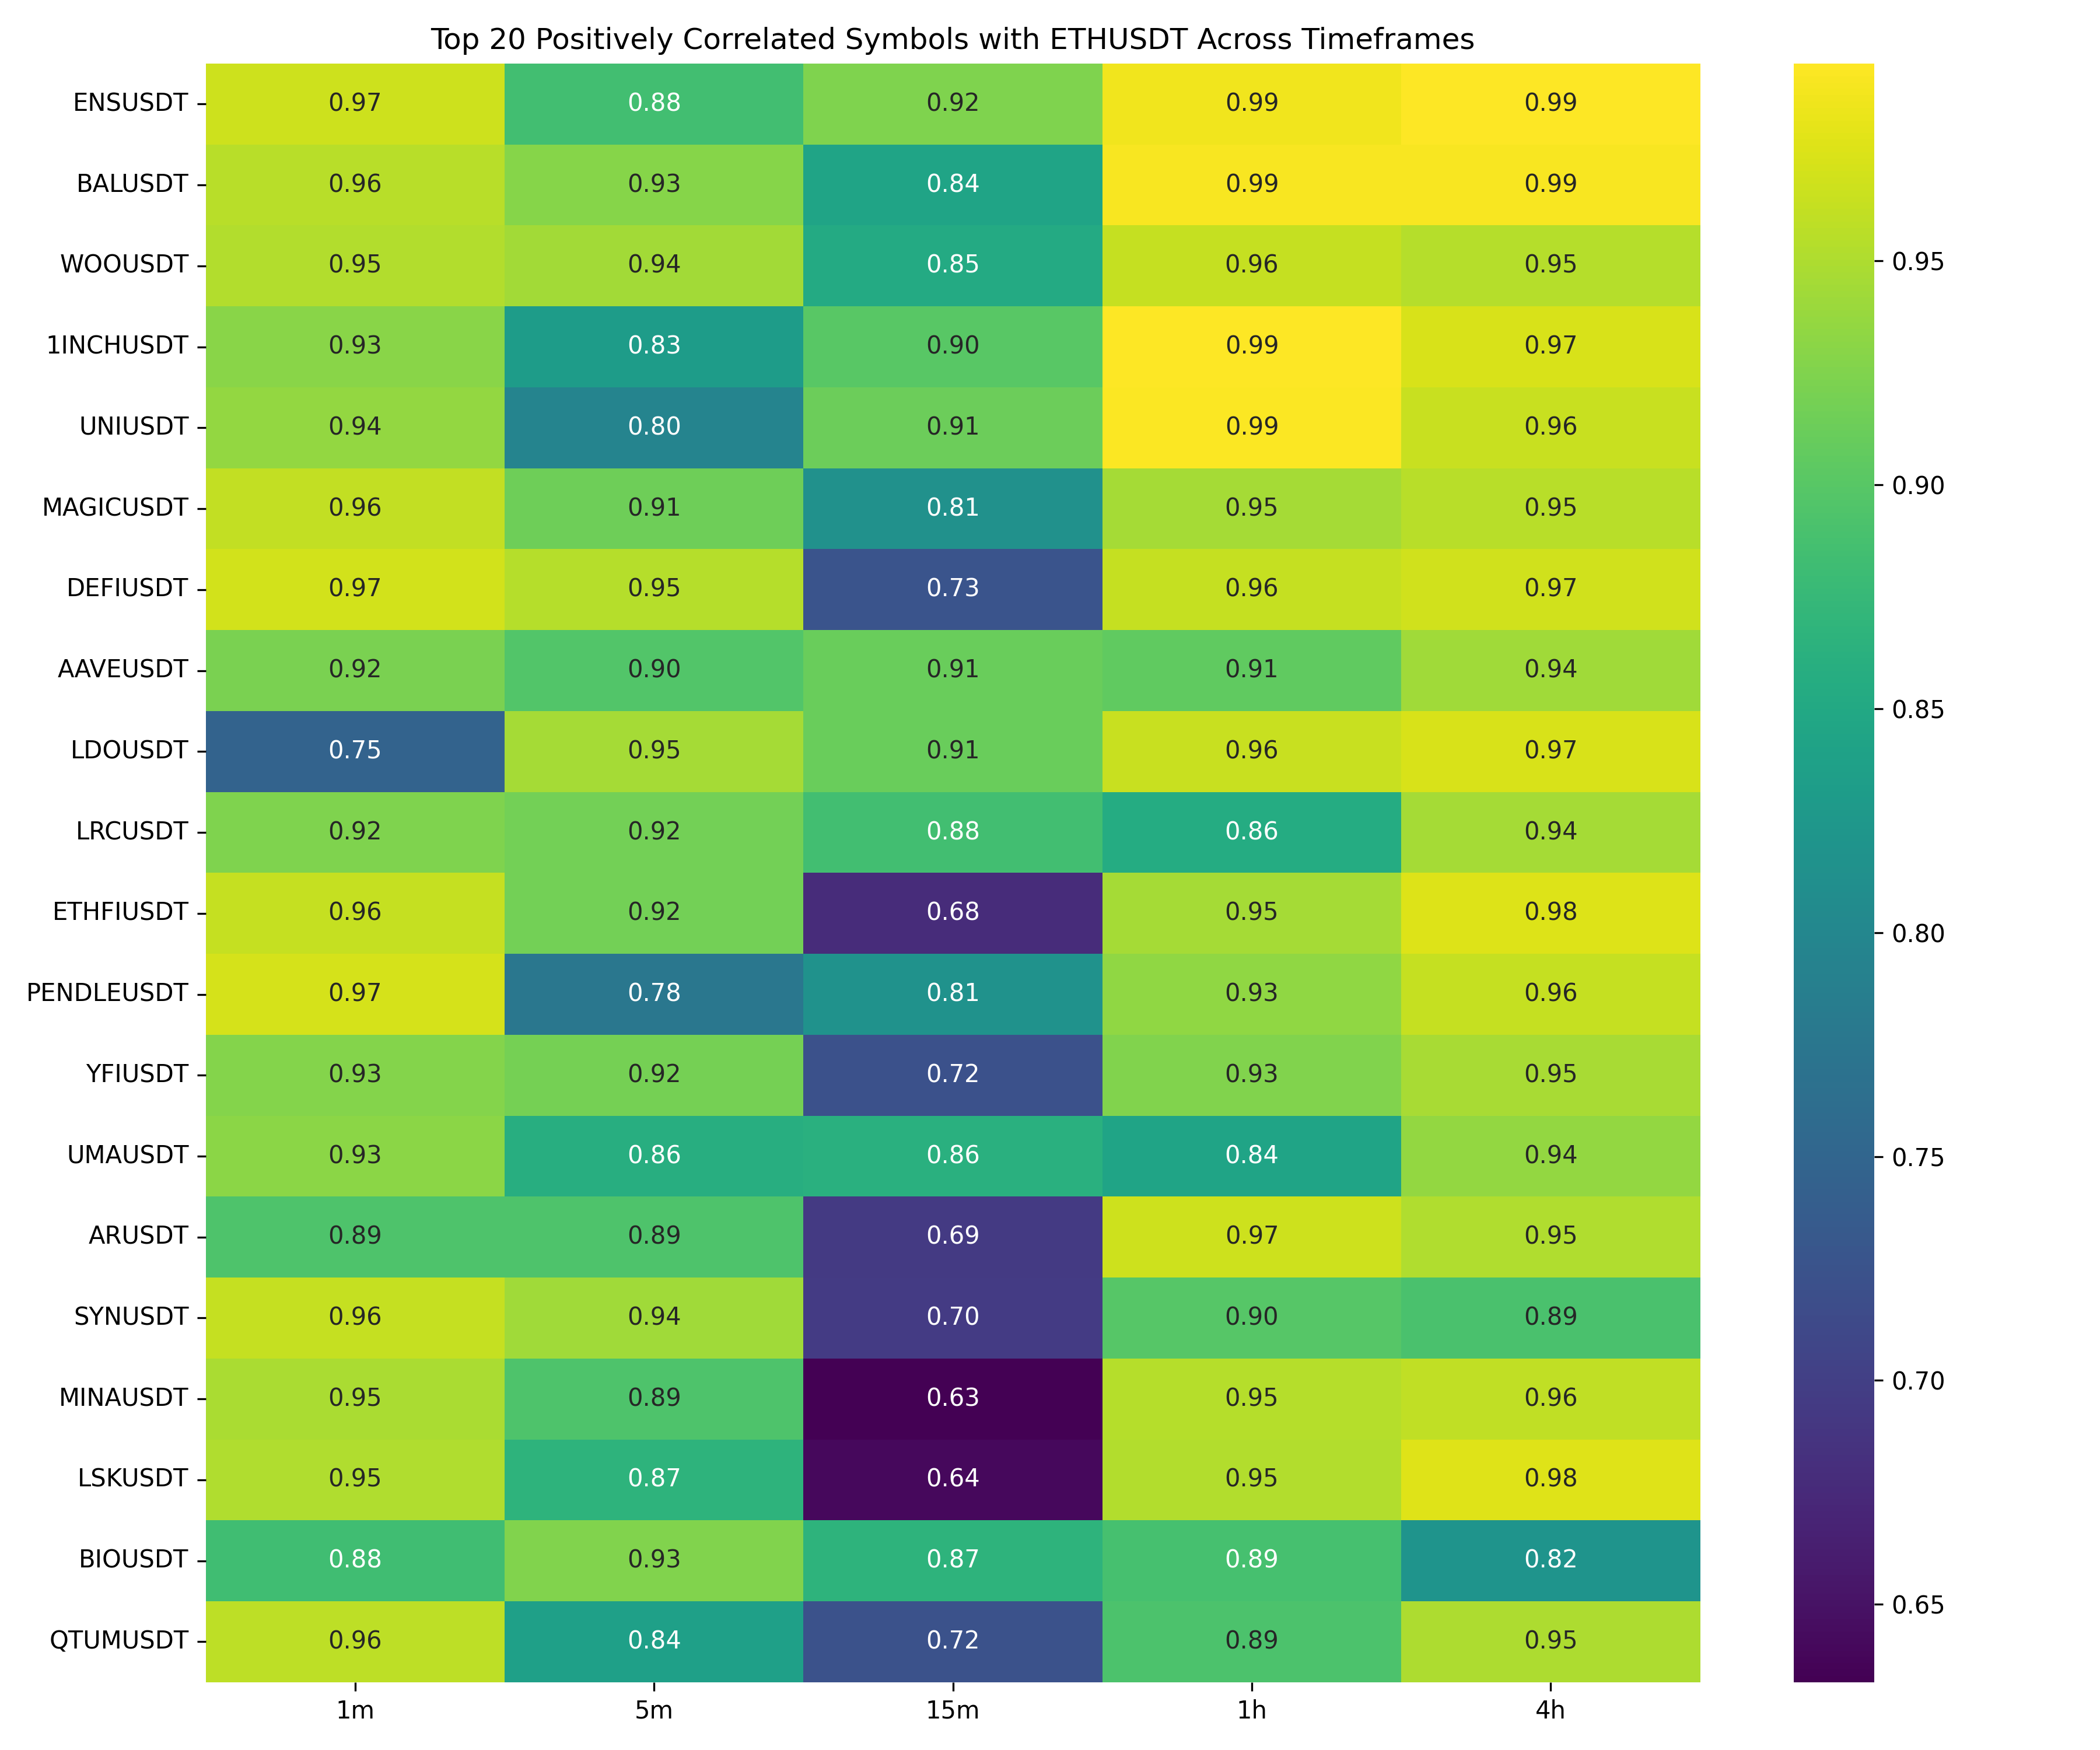 Top 20 Positively Correlated Symbols with ETHUSDT Across Timeframes
ENSUSDT 0.97 0.88 0.92 0.99 0.99
BALUSDT 0.96 0.93 0.84 0.99 0.99
WOOUSDT 0.95 0.94 0.85 0.96 0.95
0.95
1INCHUSDT 0.93 0.83 0.90 0.99 0.97
UNIUSDT 0.94 0.80 0.91 0.99 0.96
0.90
MAGICUSDT 0.96 0.91 0.81 0.95 0.95
DEFIUSDT 0.97 0.95 0.73 0.96 0.97
AAVEUSDT 0.92 0.90 0.91 0.91 0.94
0.85
LDOUSDT 0.75 0.95 0.91 0.96 0.97
LRCUSDT 0.92 0.92 0.88 0.86 0.94
ETHFIUSDT 0.96 0.92 0.68 0.95 0.98
0.80
PENDLEUSDT 0.97 0.78 0.81 0.93 0.96
YFIUSDT 0.93 0.92 0.72 0.93 0.95
UMAUSDT 0.93 0.86 0.86 0.84 0.94
0.75
ARUSDT 0.89 0.89 0.69 0.97 0.95
SYNUSDT 0.96 0.94 0.70 0.90 0.89
0.70
MINAUSDT 0.95 0.89 0.63 0.95 0.96
LSKUSDT 0.95 0.87 0.64 0.95 0.98
BIOUSDT 0.88 0.93 0.87 0.89 0.82
0.65
QTUMUSDT 0.96 0.84 0.72 0.89 0.95
1m 5m 15m 1h 4h